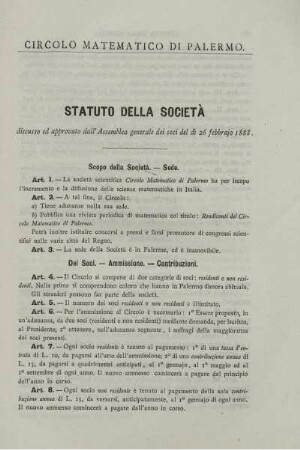 CIRCOLO MATEMATICO DI PALERMO.
STATUTO DELLA SOCIETÀ
discusso ed approvato dall'Assemblea generale dei soci del dì 26 febbrajo 1888.
Scopo della Società. — Sede.
Art. 1. — La società scientifica Circolo Matematico di Palermo ha per iscopo
l'incremento e la diffusione delle scienze matematiche in Italia.
Art. 2. — A tal fine, il Circolo:
a) Tiene adunanze nella sua sede.
b) Pubblica una rivista periodica di matematica col titolo: Rendiconti del Cir-
colo Matematico di Palermo.
Potrà inoltre istituire concorsi a premi e farsi promotore di congressi scien-
tifici nelle varie città del Regno.
Art. 3. — La sede della Società è in Palermo, ed è inamovibile.
Dei Soci. — Ammissione. — Contribuzioni.
Art. 4. — Il Circolo si compone di due categorie di soci: residenti e non resi-
denti. Nella prima si comprendono coloro che hanno in Palermo dimora abituale.
Gli stranieri possono far parte della società.
Art. 5. — Il numero dei soci residenti e non residenti è illimitato.
Art. 6. — Per l'ammissione al Circolo è necessario: 1° Essere proposto, in
un'adunanza, da due soci (residenti o non residenti) mediante domanda, per iscritto,
al Presidente; 2° ottenere, nell'adunanza seguente, i suffragi della maggioranza
dei soci presenti.
Art. 7. — Ogni socio residente è tenuto al pagamento: 1° di una tassa d'en-
trata di L. 10, da pagarsi all'atto dell'ammissione; 2° di una contribuzione annua di
L. 15, da pagarsi a quadrimestri anticipati, al 1° gennajo, al 1° maggio ed al
1° settembre di ogni anno. Il nuovo ammesso comincerà a pagare dal principio
dell'anno in corso.
Art. 8. — Ogni socio non residente è tenuto al pagamento della sola contri-
buzione annua di L. 15, da versarsi, anticipatamente, al 1° gennajo di ogni anno.
Il nuovo ammesso comincerà a pagare dall'anno in corso.